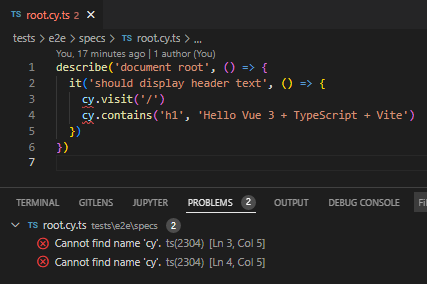 TS root.cy.ts 2 ×
tests > e2e > specs > TS root.cy.ts > ...
You, 17 minutes ago | 1 author (You)
1 describe('document root', () => {
2 it('should display header text', () => {
3 cy.visit('/')
4 cy.contains('h1', 'Hello Vue 3 + TypeScript + Vite')
5 })
6 })
7
TERMINAL GITLENS JUPYTER PROBLEMS 2 OUTPUT DEBUG CONSOLE Fil
TS root.cy.ts tests\e2e\specs 2
Cannot find name 'cy'. ts(2304) [Ln 3, Col 5]
Cannot find name 'cy'. ts(2304) [Ln 4, Col 5]